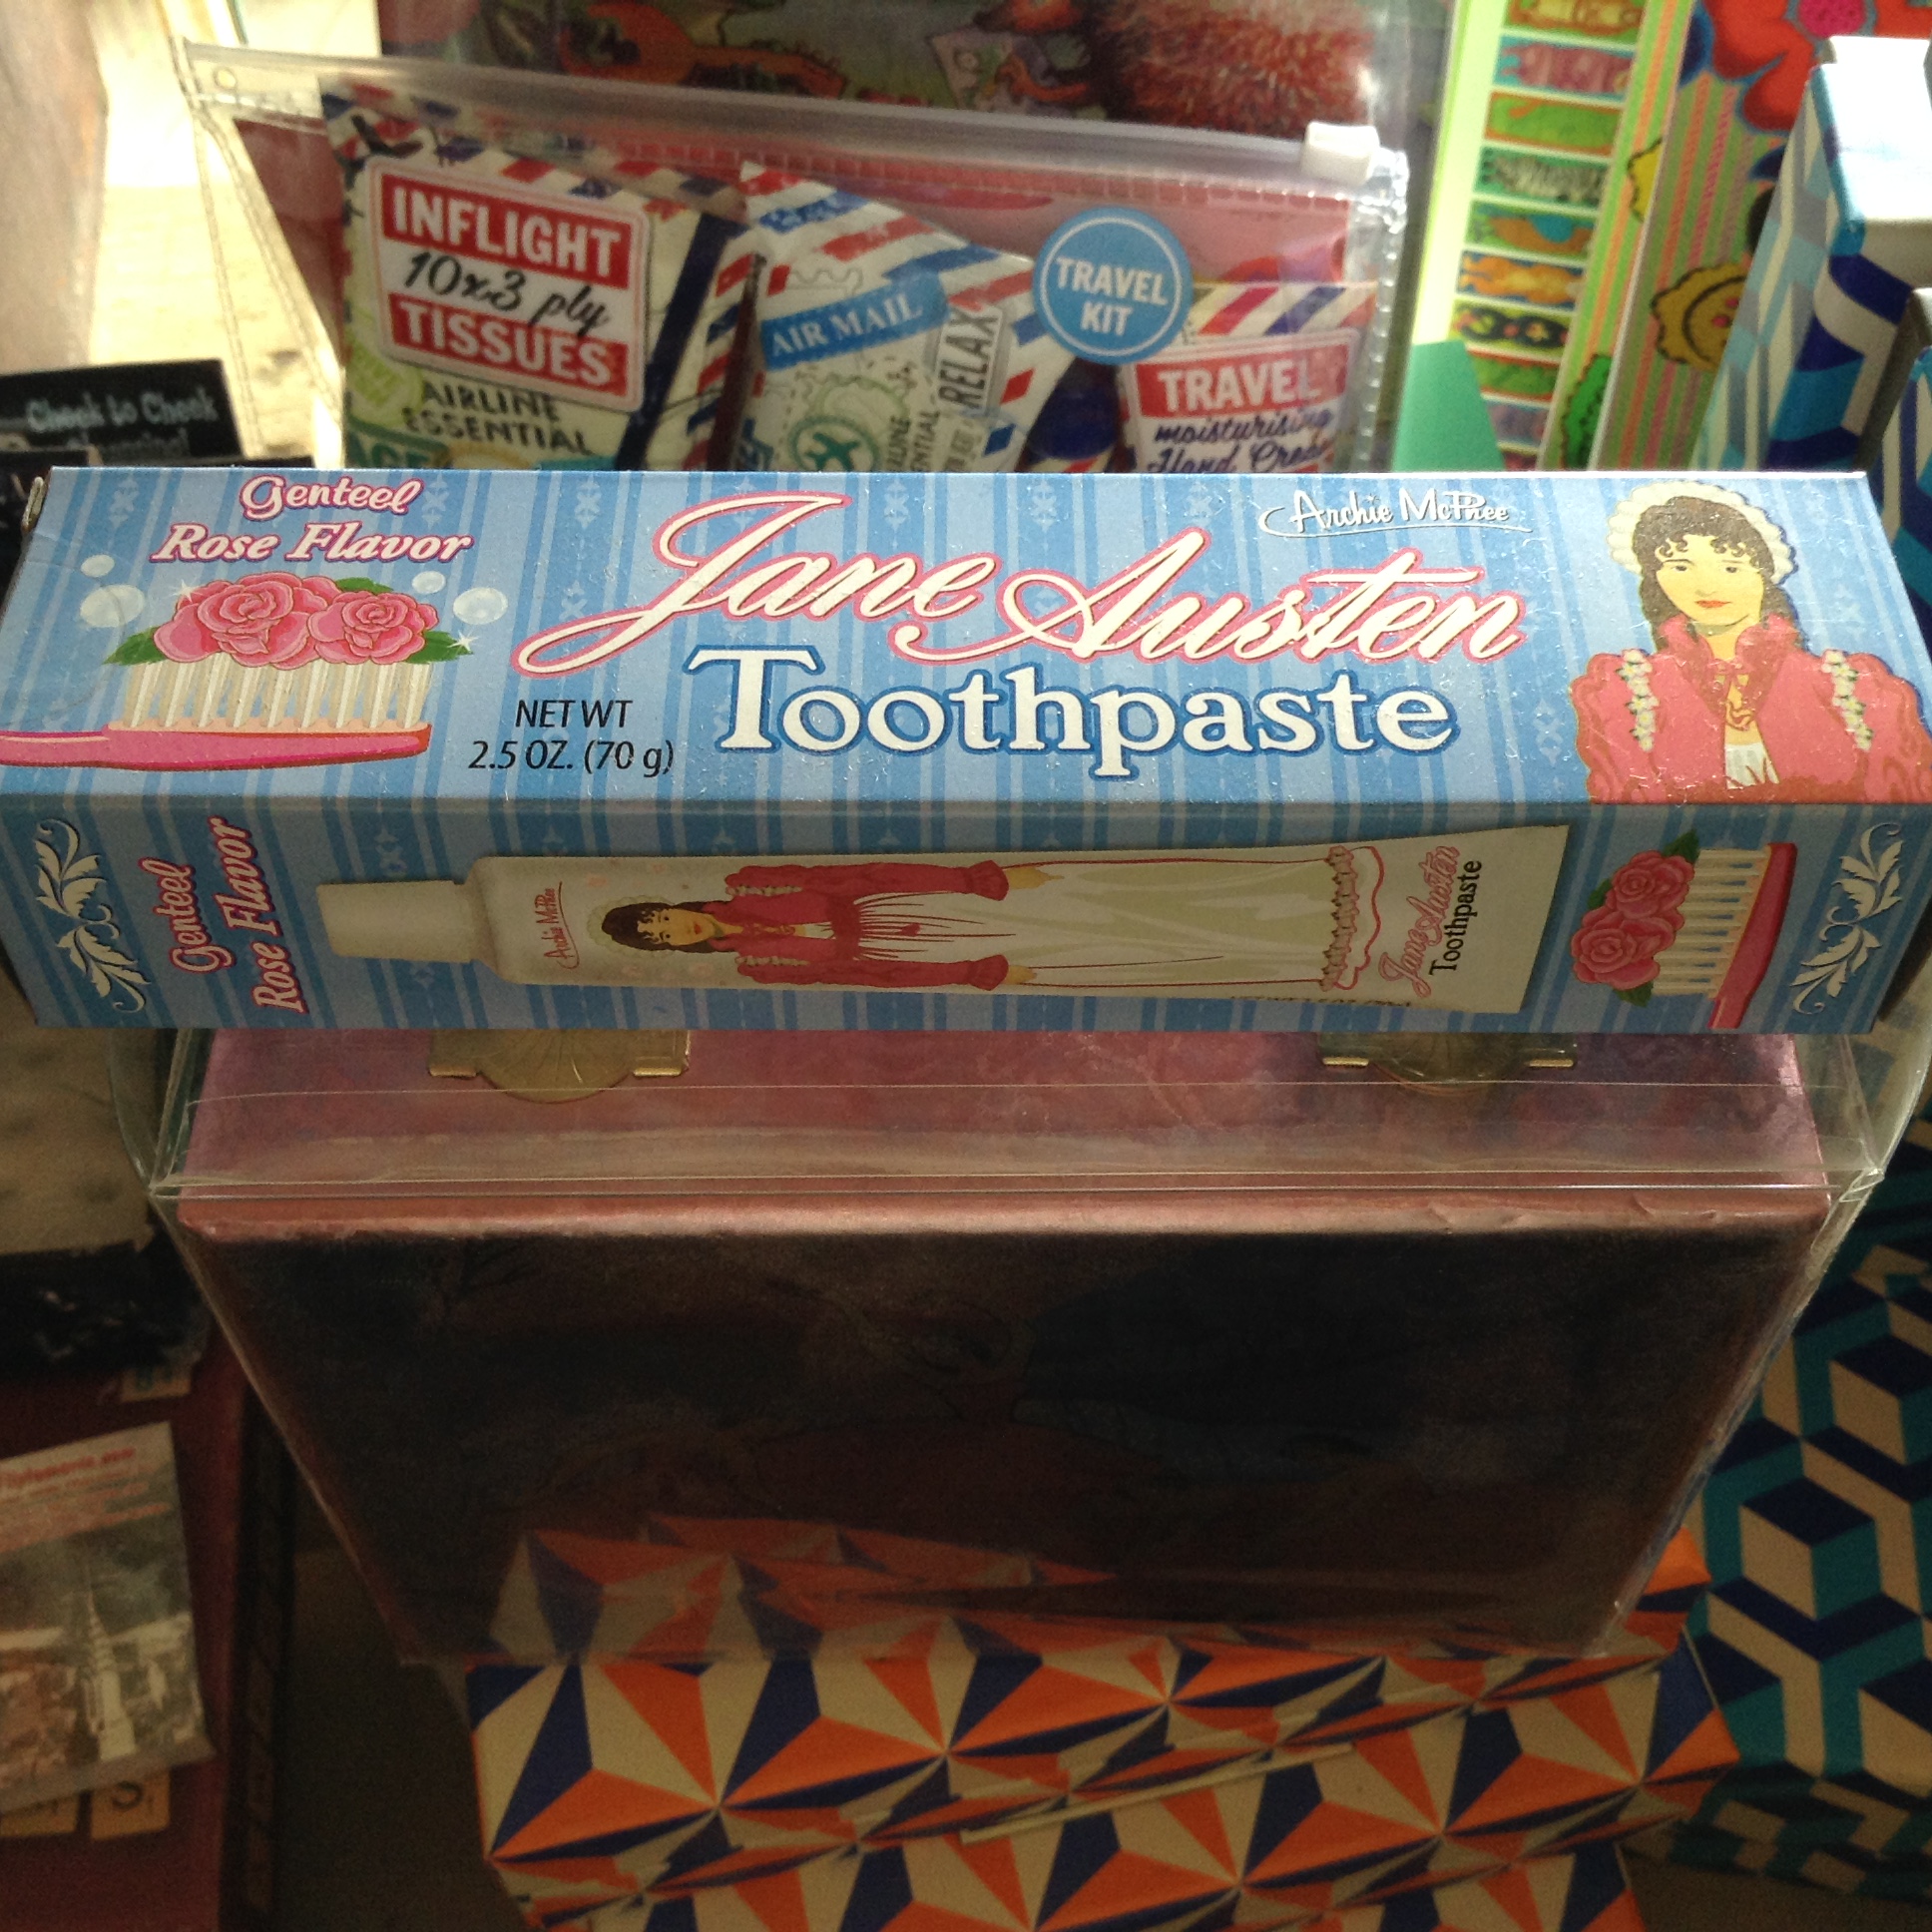 INFLIGHT
10x3 ply
TISSUES
AIRLINE
ESSENTIAL
AIR MAIL
RELAX
TRAVEL
KIT
TRAVEL
moisturising
Hand Cream
Cheek to Cheek
Genteel
Rose Flavor
Jane Austen
Toothpaste
Archie McPhee
NET WT
2.5 OZ. (70 g)
Genteel
Rose Flavor
Archie McPhee
Jane Austen
Toothpaste